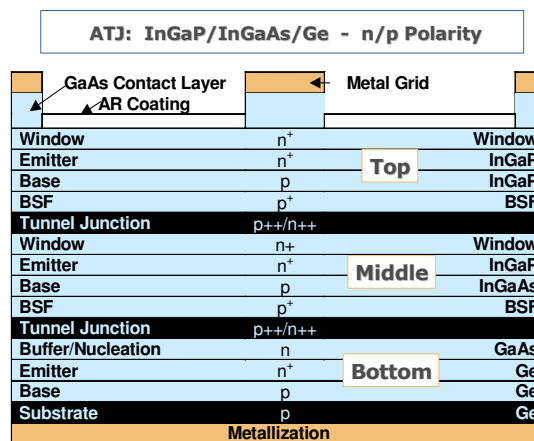 ATJ: InGaP/InGaAs/Ge - n/p Polarity
GaAs Contact Layer Metal Grid
AR Coating
Window n+ Window
Emitter n+ InGaP
Top
Base p InGaP
BSF p+ BSF
Tunnel Junction p++/n++
Window n+ Window
Emitter n+ InGaP
Middle
Base p InGaAs
BSF p+ BSF
Tunnel Junction p++/n++
Buffer/Nucleation n GaAs
Emitter n+ Ge
Bottom
Base p Ge
Substrate p Ge
Metallization